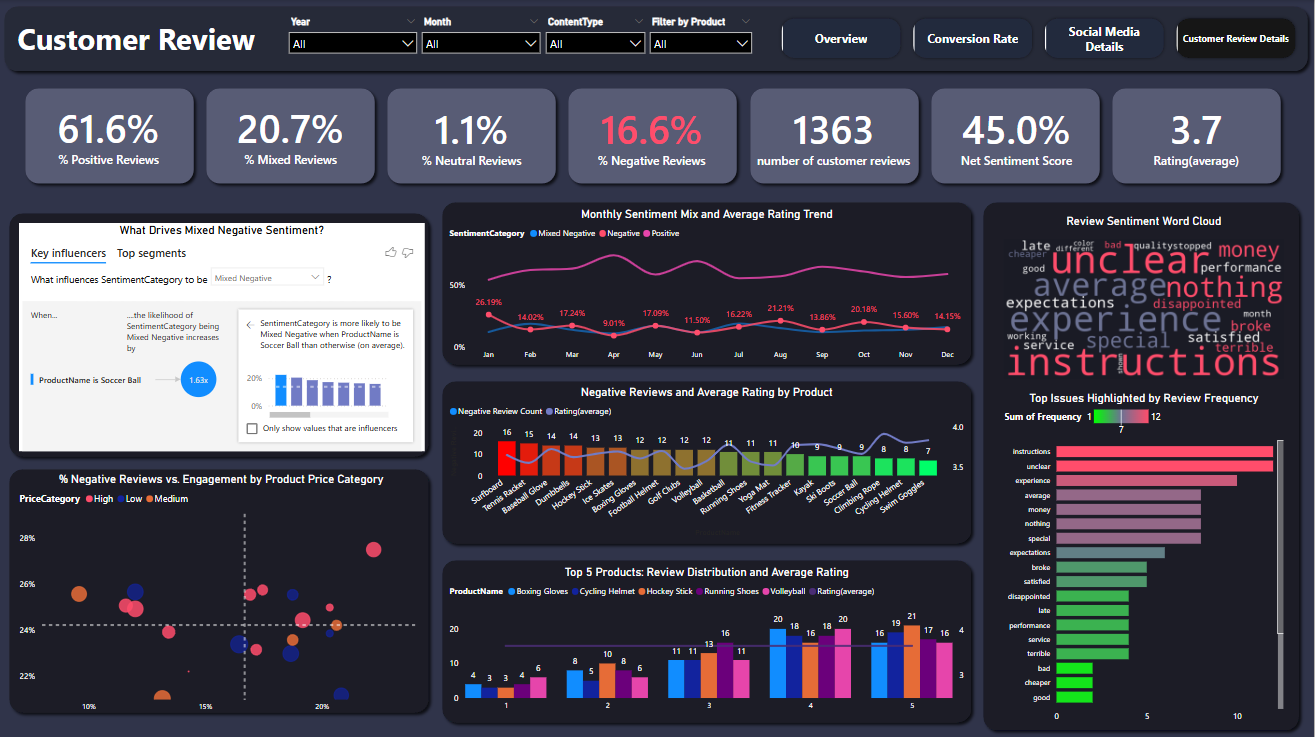 Customer Review
Year
All
Month
All
ContentType
All
Filter by Product
All
Overview
Conversion Rate
Social Media
Details
Customer Review Details
61.6%
% Positive Reviews
20.7%
% Mixed Reviews
1.1%
% Neutral Reviews
16.6%
% Negative Reviews
1363
number of customer reviews
45.0%
Net Sentiment Score
3.7
Rating(average)
What Drives Mixed Negative Sentiment?
Key influencers Top segments
What influences SentimentCategory to be Mixed Negative ?
When...
...the likelihood of
SentimentCategory being
Mixed Negative increases
by
ProductName is Soccer Ball
1.63x
SentimentCategory is more likely to be
Mixed Negative when ProductName is
Soccer Ball than otherwise (on average).
20%
0%
Only show values that are influencers
% Negative Reviews vs. Engagement by Product Price Category
PriceCategory High Low Medium
28%
26%
24%
22%
10% 15% 20%
Monthly Sentiment Mix and Average Rating Trend
SentimentCategory Mixed Negative Negative Positive
50%
0%
26.19% 14.02% 17.24% 9.01% 17.09% 11.50% 16.22% 21.21% 13.86% 20.18% 15.60% 14.15%
Jan Feb Mar Apr May Jun Jul Aug Sep Oct Nov Dec
Negative Reviews and Average Rating by Product
Negative Review Count Rating(average)
20
10
0
16 15 14 14 13 13 12 12 12 12 11 11 11 10 9 9 9 8 8 7
4.0
3.5
Surfboard
Tennis Racket
Baseball Glove
Dumbbells
Hockey Stick
Ice Skates
Boxing Gloves
Football Helmet
Golf Clubs
Volleyball
Basketball
Running Shoes
Yoga Mat
Fitness Tracker
Kayak
Ski Boots
Soccer Ball
Climbing Rope
Cycling Helmet
Swim Goggles
Top 5 Products: Review Distribution and Average Rating
ProductName Boxing Gloves Cycling Helmet Hockey Stick Running Shoes Volleyball Rating(average)
20
10
0
4 3 3 4 6
8 5 10 8 6
11 11 13 16 11
20 18 16 18 20
16 19 21 17 16
4
3
1 2 3 4 5
Review Sentiment Word Cloud
late
color
different
bad
qualitystopped
cheaper
unclear
money
good
performance
average
nothing
expectations
disappointed
experience
month
broke
working
service
special
satisfied
terrible
instructions
shown
Top Issues Highlighted by Review Frequency
Sum of Frequency 1 12
7
instructions
unclear
experience
average
money
nothing
special
expectations
broke
satisfied
disappointed
late
performance
service
terrible
bad
cheaper
good
0 5 10